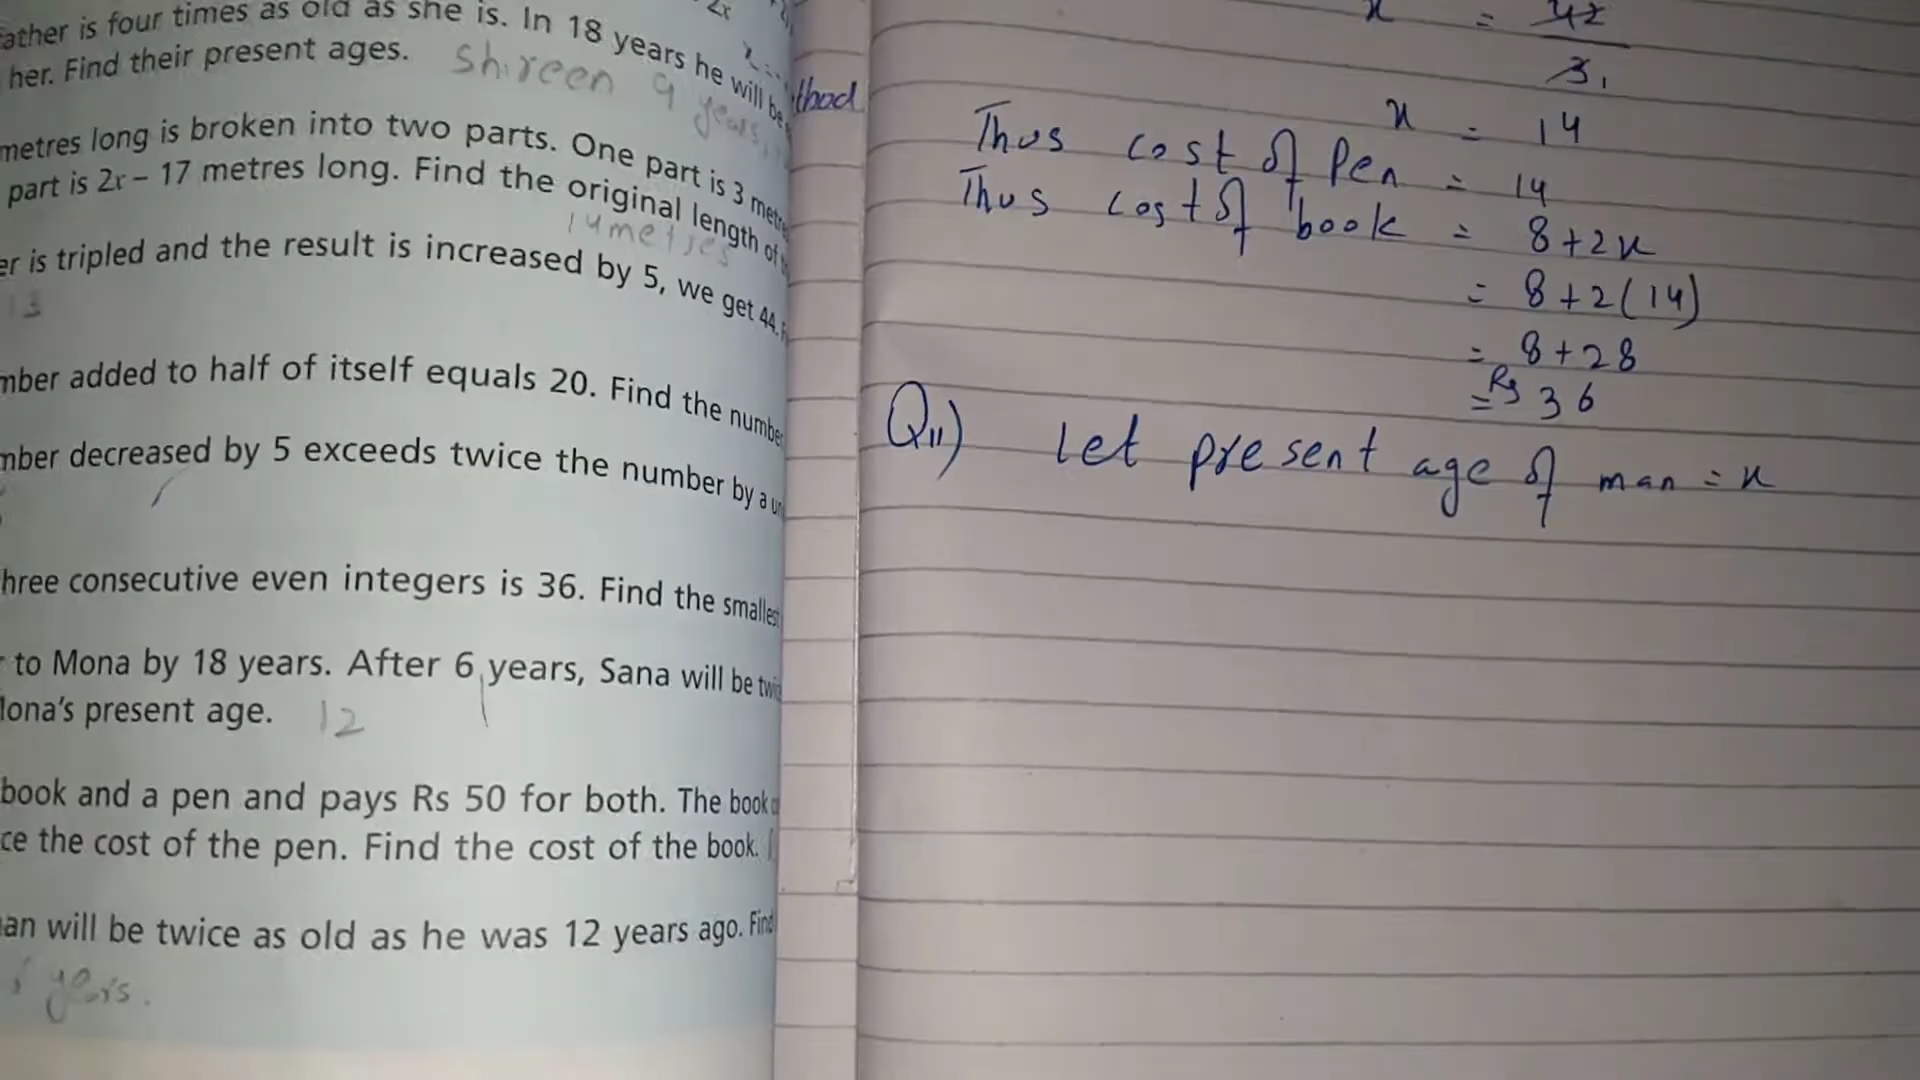 ather is four times as old as she is. In 18 years he will be
her. Find their present ages. Shireen 9 years,
metres long is broken into two parts. One part is 3 metre
part is 2x – 17 metres long. Find the original length of
14 metres
er is tripled and the result is increased by 5, we get 44.
13
mber added to half of itself equals 20. Find the number
mber decreased by 5 exceeds twice the number by a un
hree consecutive even integers is 36. Find the smallest
to Mona by 18 years. After 6 years, Sana will be twic
Mona's present age. 12
book and a pen and pays Rs 50 for both. The book
ce the cost of the pen. Find the cost of the book.
an will be twice as old as he was 12 years ago. Find
years.
2x
thod
x = 42
3
x = 14
Thus cost of Pen = 14
Thus cost of book = 8+2x
= 8+2(14)
= 8+28
= Rs 36
Q11) Let present age of man = x